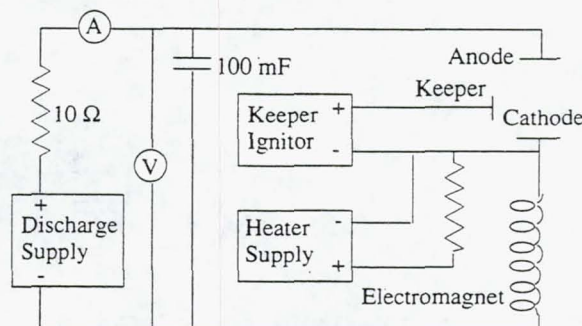 A
100 mF
10 Ω
V
+
Discharge
Supply
-
Anode
Keeper
Keeper
Ignitor
+
-
Cathode
Heater
Supply
-
+
Electromagnet